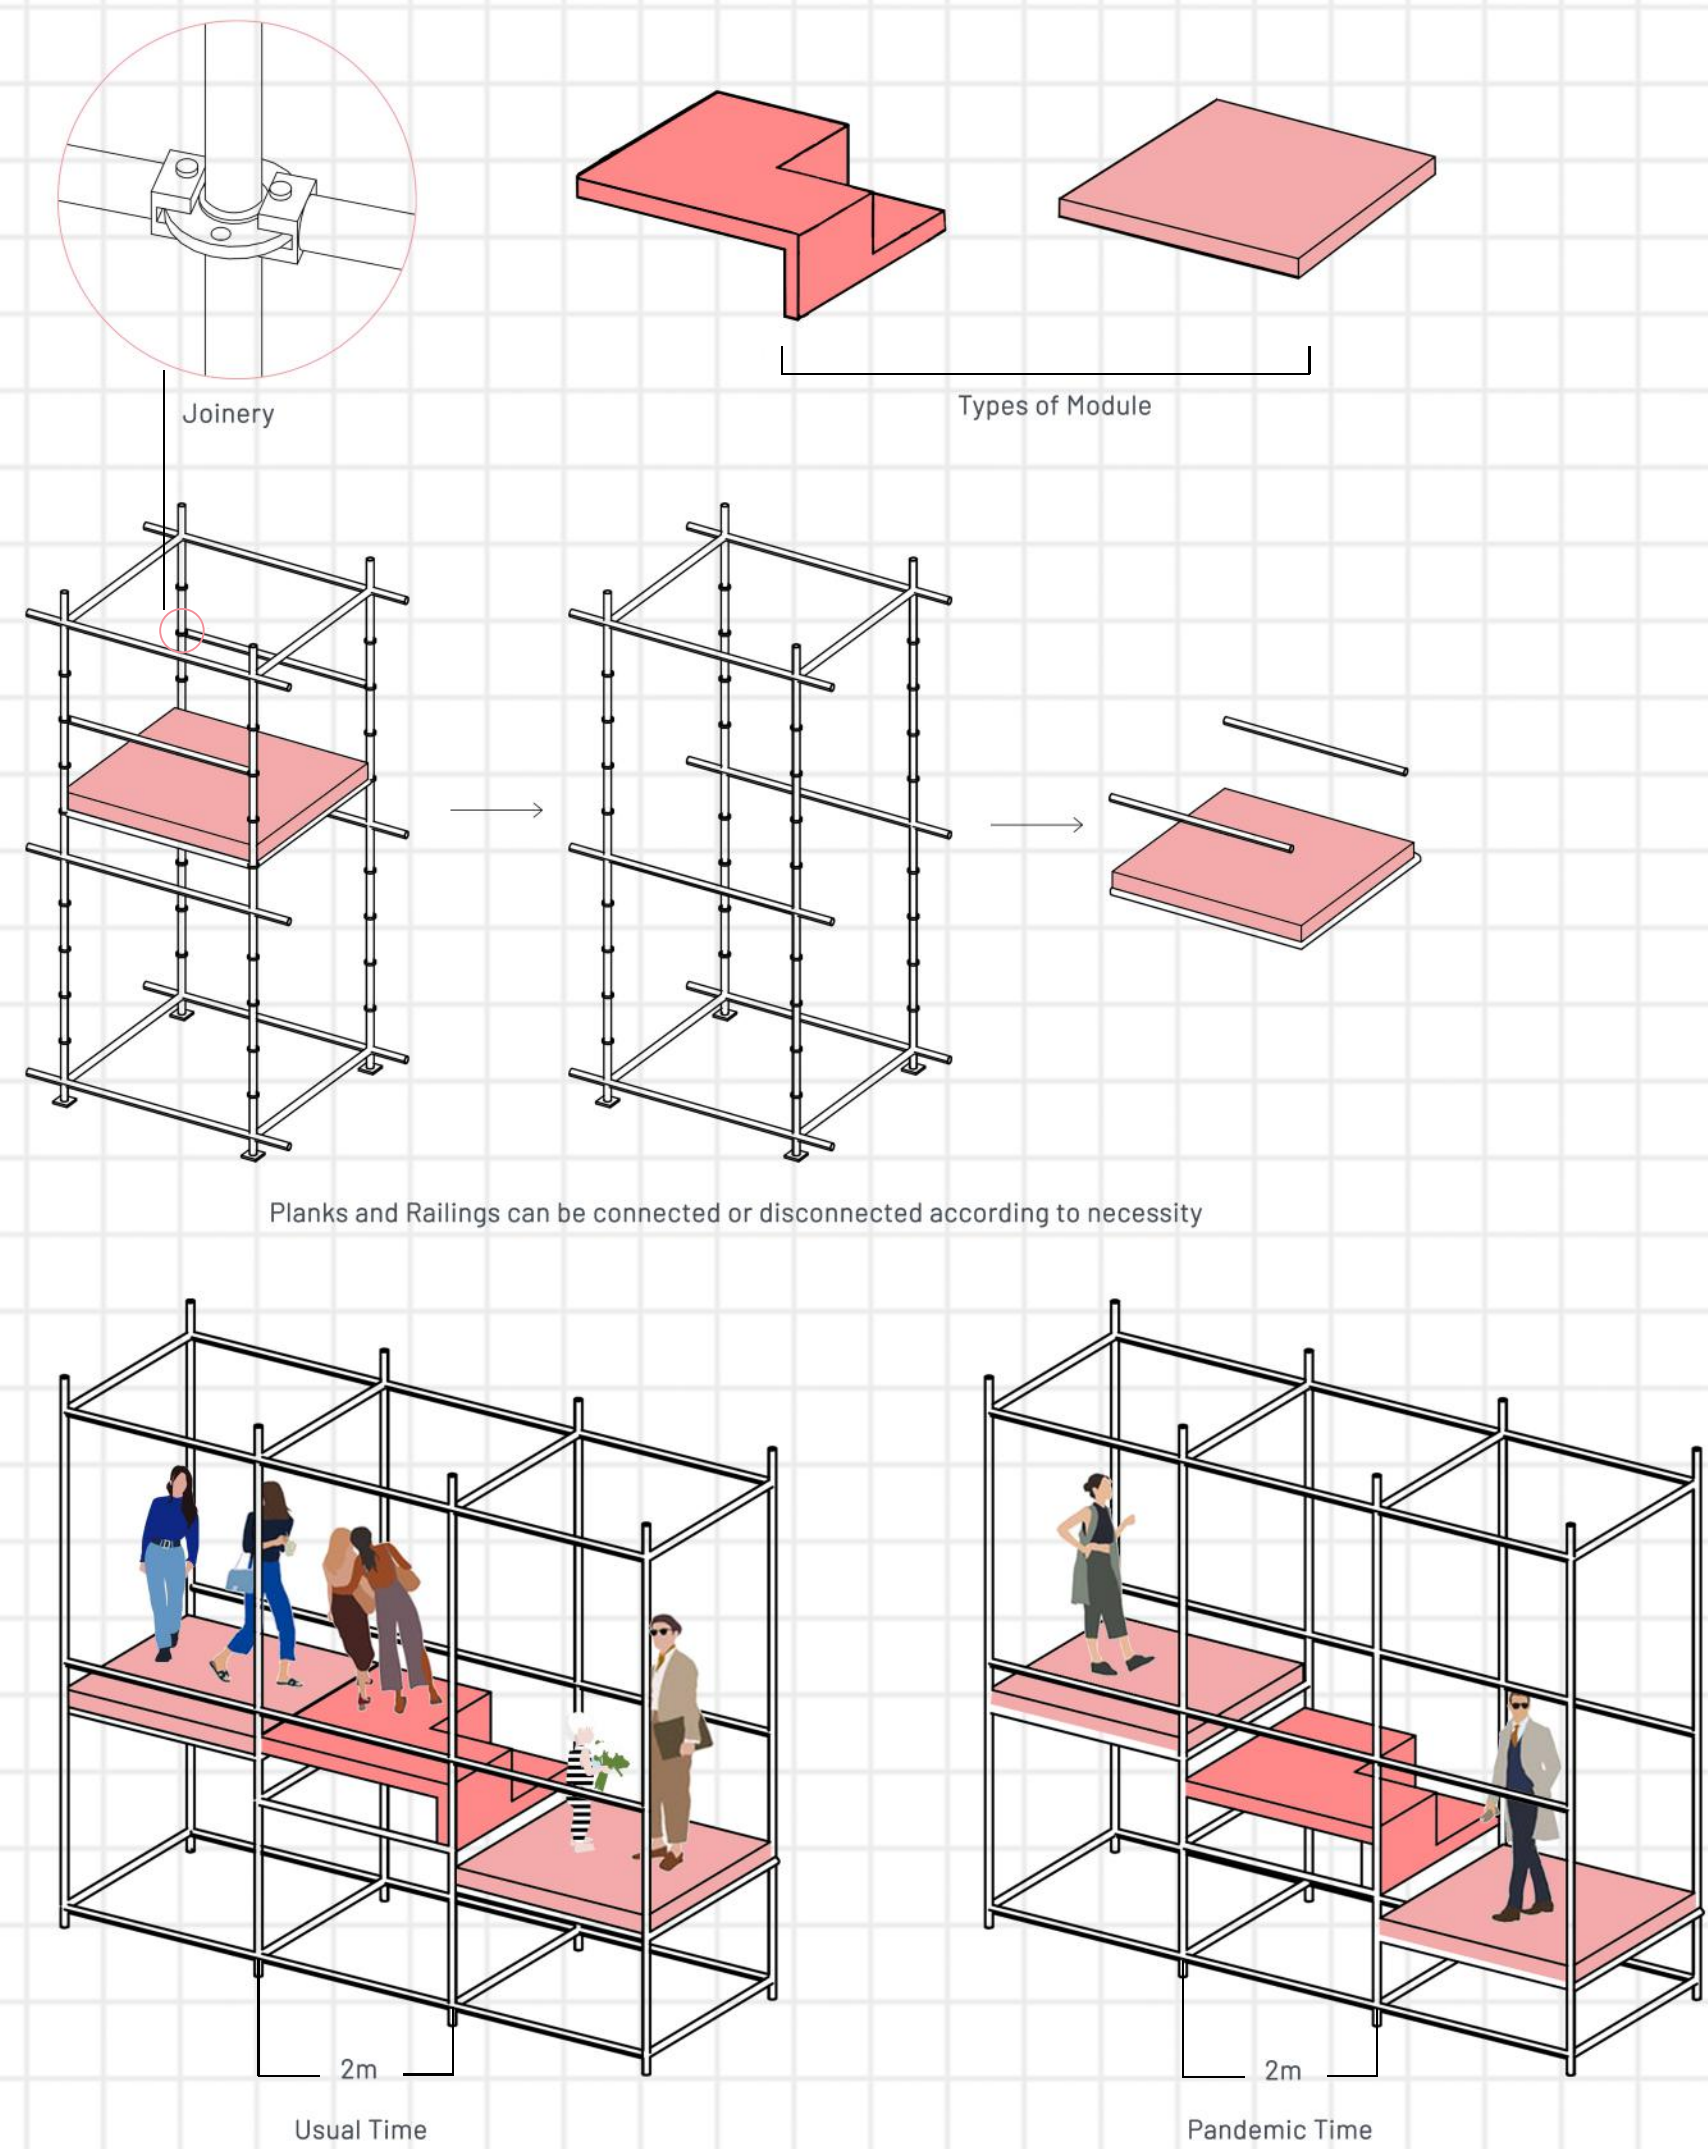 Joinery
Types of Module
Planks and Railings can be connected or disconnected according to necessity
2m
2m
Usual Time
Pandemic Time